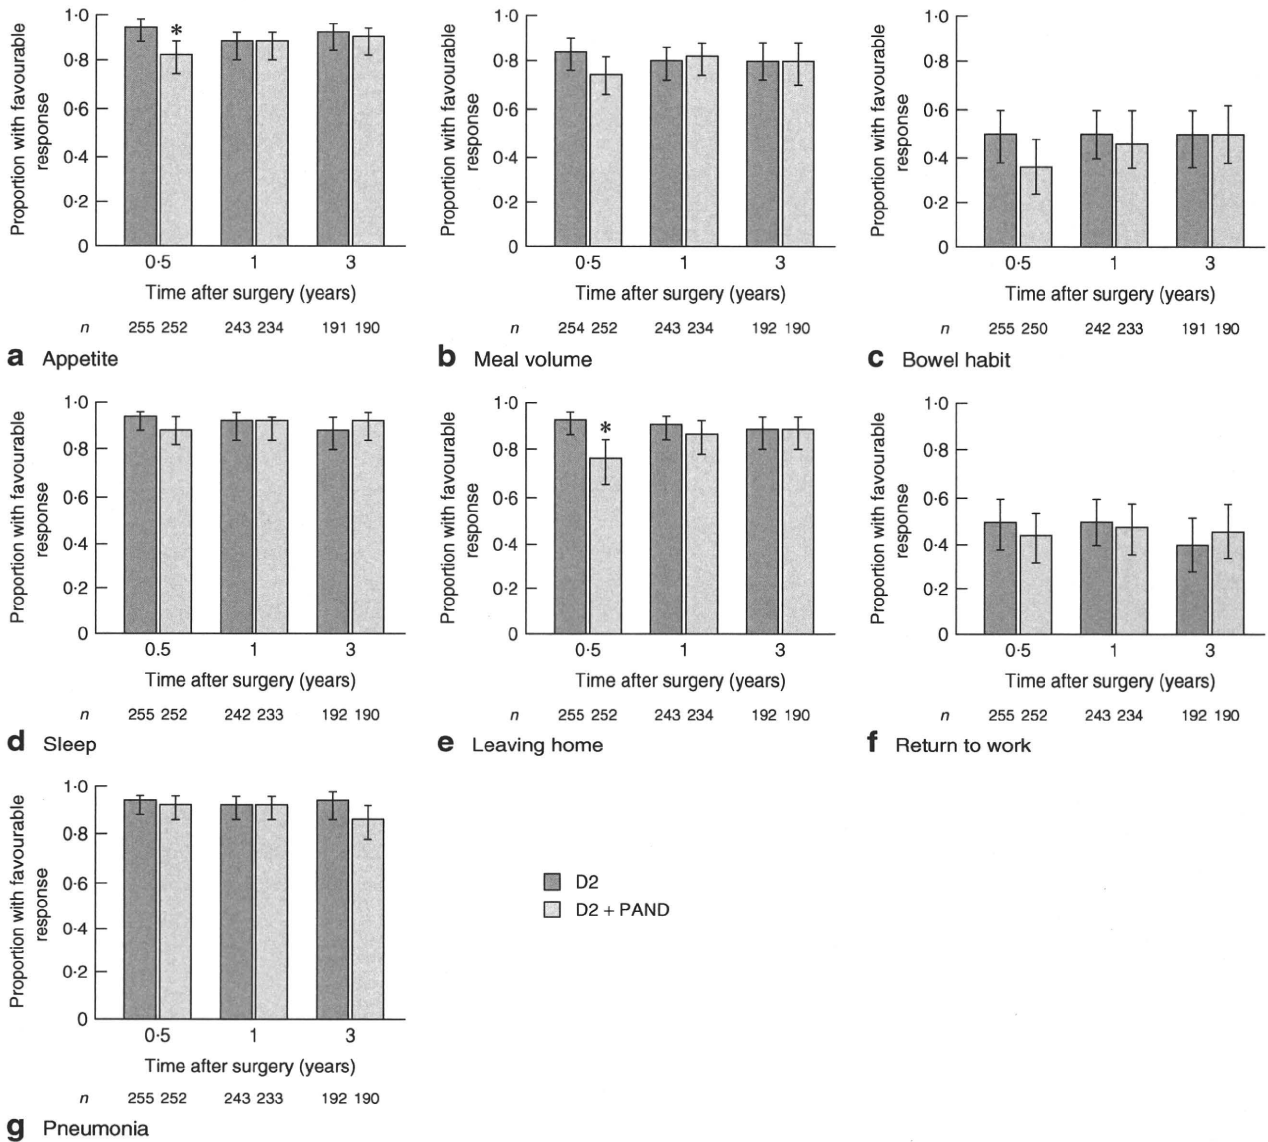 Proportion with favourable
response
1·0
0·8
0·6
0·4
0·2
0
*
0·5 1 3
Time after surgery (years)
n 255 252 243 234 191 190
a Appetite
Proportion with favourable
response
1·0
0·8
0·6
0·4
0·2
0
0·5 1 3
Time after surgery (years)
n 254 252 243 234 192 190
b Meal volume
Proportion with favourable
response
1·0
0·8
0·6
0·4
0·2
0
0·5 1 3
Time after surgery (years)
n 255 250 242 233 191 190
c Bowel habit
Proportion with favourable
response
1·0
0·8
0·6
0·4
0·2
0
0.5 1 3
Time after surgery (years)
n 255 252 242 233 192 190
d Sleep
Proportion with favourable
response
1·0
0·8
0·6
0·4
0·2
0
*
0·5 1 3
Time after surgery (years)
n 255 252 243 234 192 190
e Leaving home
Proportion with favourable
response
1·0
0·8
0·6
0·4
0·2
0
0·5 1 3
Time after surgery (years)
n 255 252 243 234 192 190
f Return to work
Proportion with favourable
response
1·0
0·8
0·6
0·4
0·2
0
0·5 1 3
Time after surgery (years)
n 255 252 243 233 192 190
g Pneumonia
D2
D2 + PAND